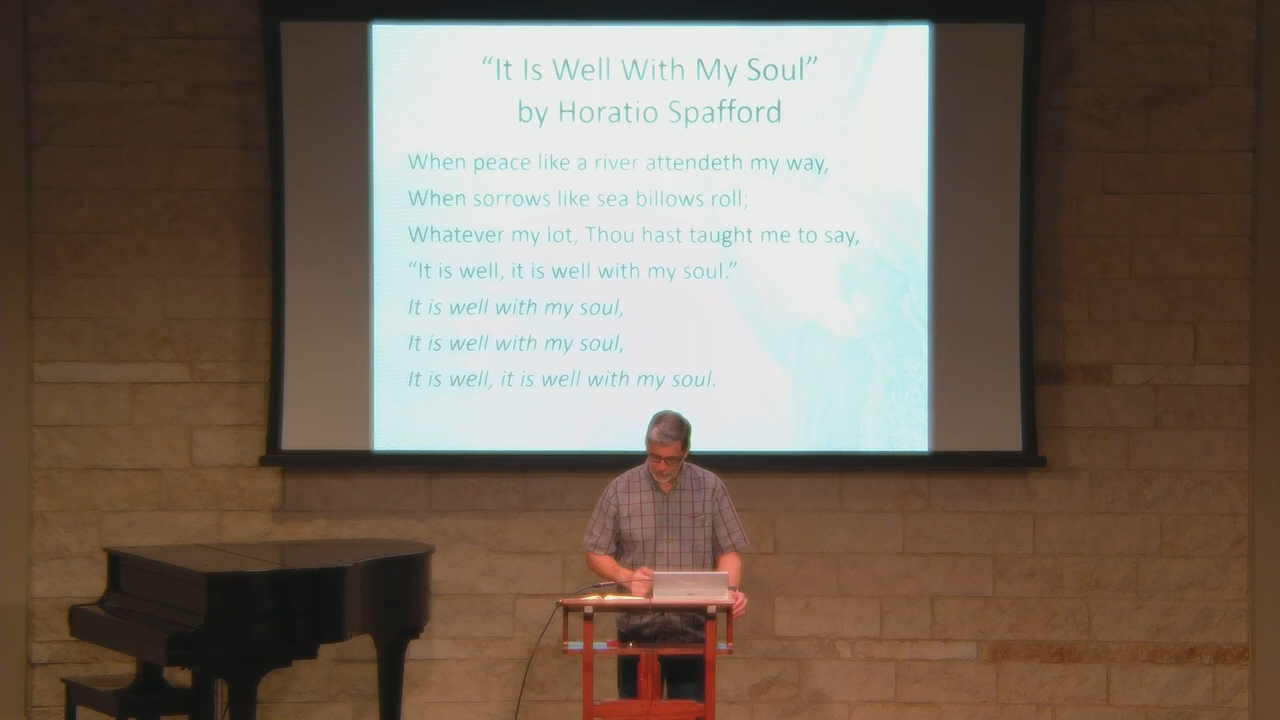 “It Is Well With My Soul”
by Horatio Spafford
When peace like a river attendeth my way,
When sorrows like sea billows roll;
Whatever my lot, Thou hast taught me to say,
“It is well, it is well with my soul.”
It is well with my soul,
It is well with my soul,
It is well, it is well with my soul.